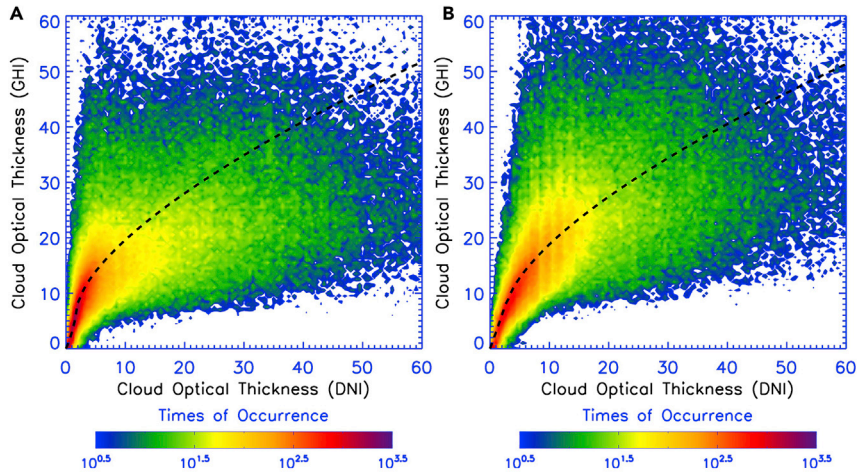 A
B
60
50
40
30
20
10
0
Cloud Optical Thickness (GHI)
0 10 20 30 40 50 60
Cloud Optical Thickness (DNI)
Times of Occurrence
10^0.5 10^1.5 10^2.5 10^3.5
60
50
40
30
20
10
0
Cloud Optical Thickness (GHI)
0 10 20 30 40 50 60
Cloud Optical Thickness (DNI)
Times of Occurrence
10^0.5 10^1.5 10^2.5 10^3.5